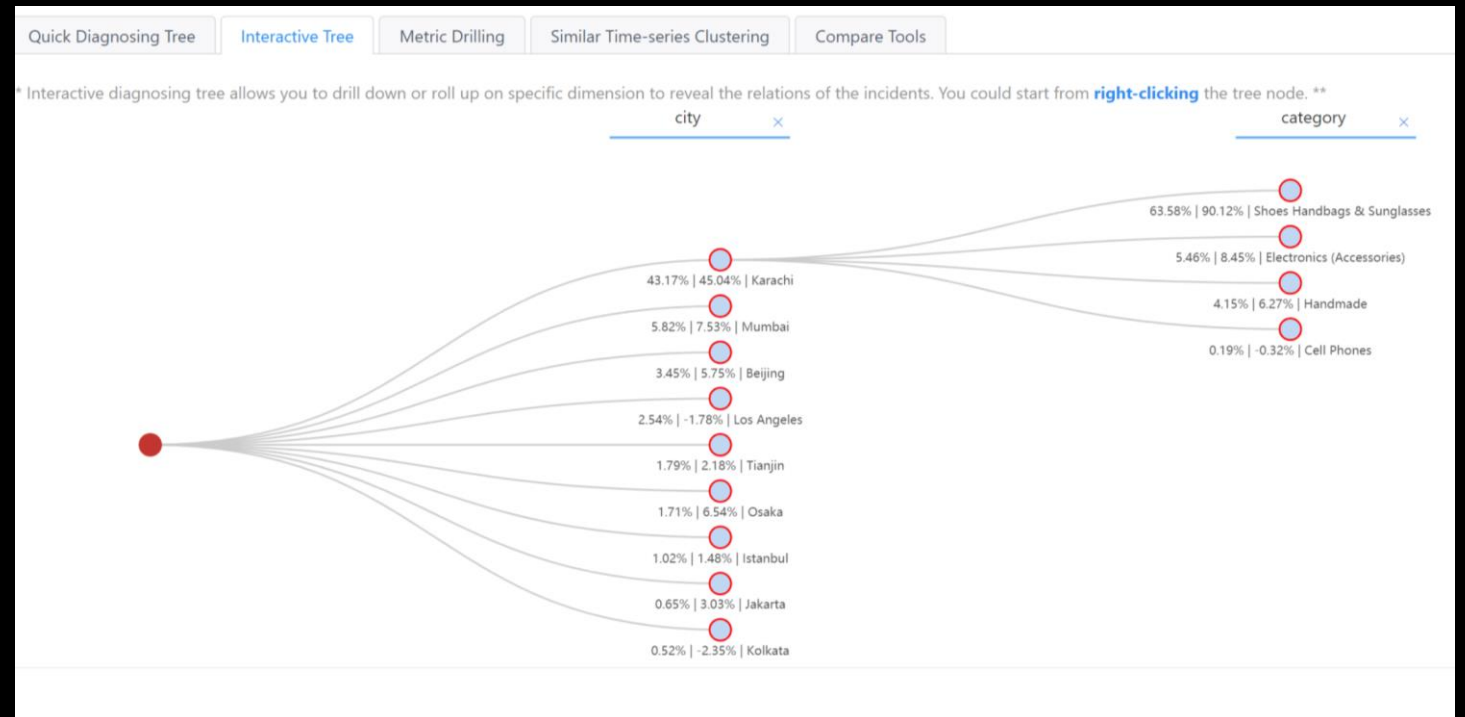 Quick Diagnosing Tree
Interactive Tree
Metric Drilling
Similar Time-series Clustering
Compare Tools
* Interactive diagnosing tree allows you to drill down or roll up on specific dimension to reveal the relations of the incidents. You could start from right-clicking the tree node. **
city ×
category ×
43.17% | 45.04% | Karachi
5.82% | 7.53% | Mumbai
3.45% | 5.75% | Beijing
2.54% | -1.78% | Los Angeles
1.79% | 2.18% | Tianjin
1.71% | 6.54% | Osaka
1.02% | 1.48% | Istanbul
0.65% | 3.03% | Jakarta
0.52% | -2.35% | Kolkata
63.58% | 90.12% | Shoes Handbags & Sunglasses
5.46% | 8.45% | Electronics (Accessories)
4.15% | 6.27% | Handmade
0.19% | -0.32% | Cell Phones